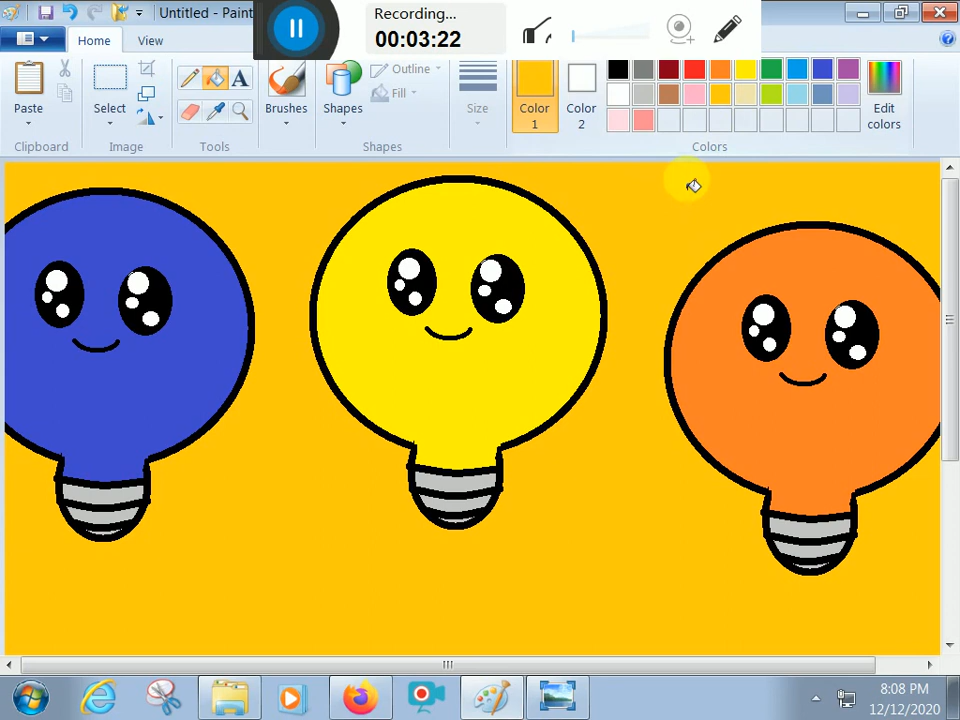 Untitled - Paint
Recording...
00:03:22
Home
View
Paste
Select
A
Brushes
Shapes
Outline
Fill
Size
Color
1
Color
2
Edit
colors
Clipboard
Image
Tools
Shapes
Colors
8:08 PM
12/12/2020